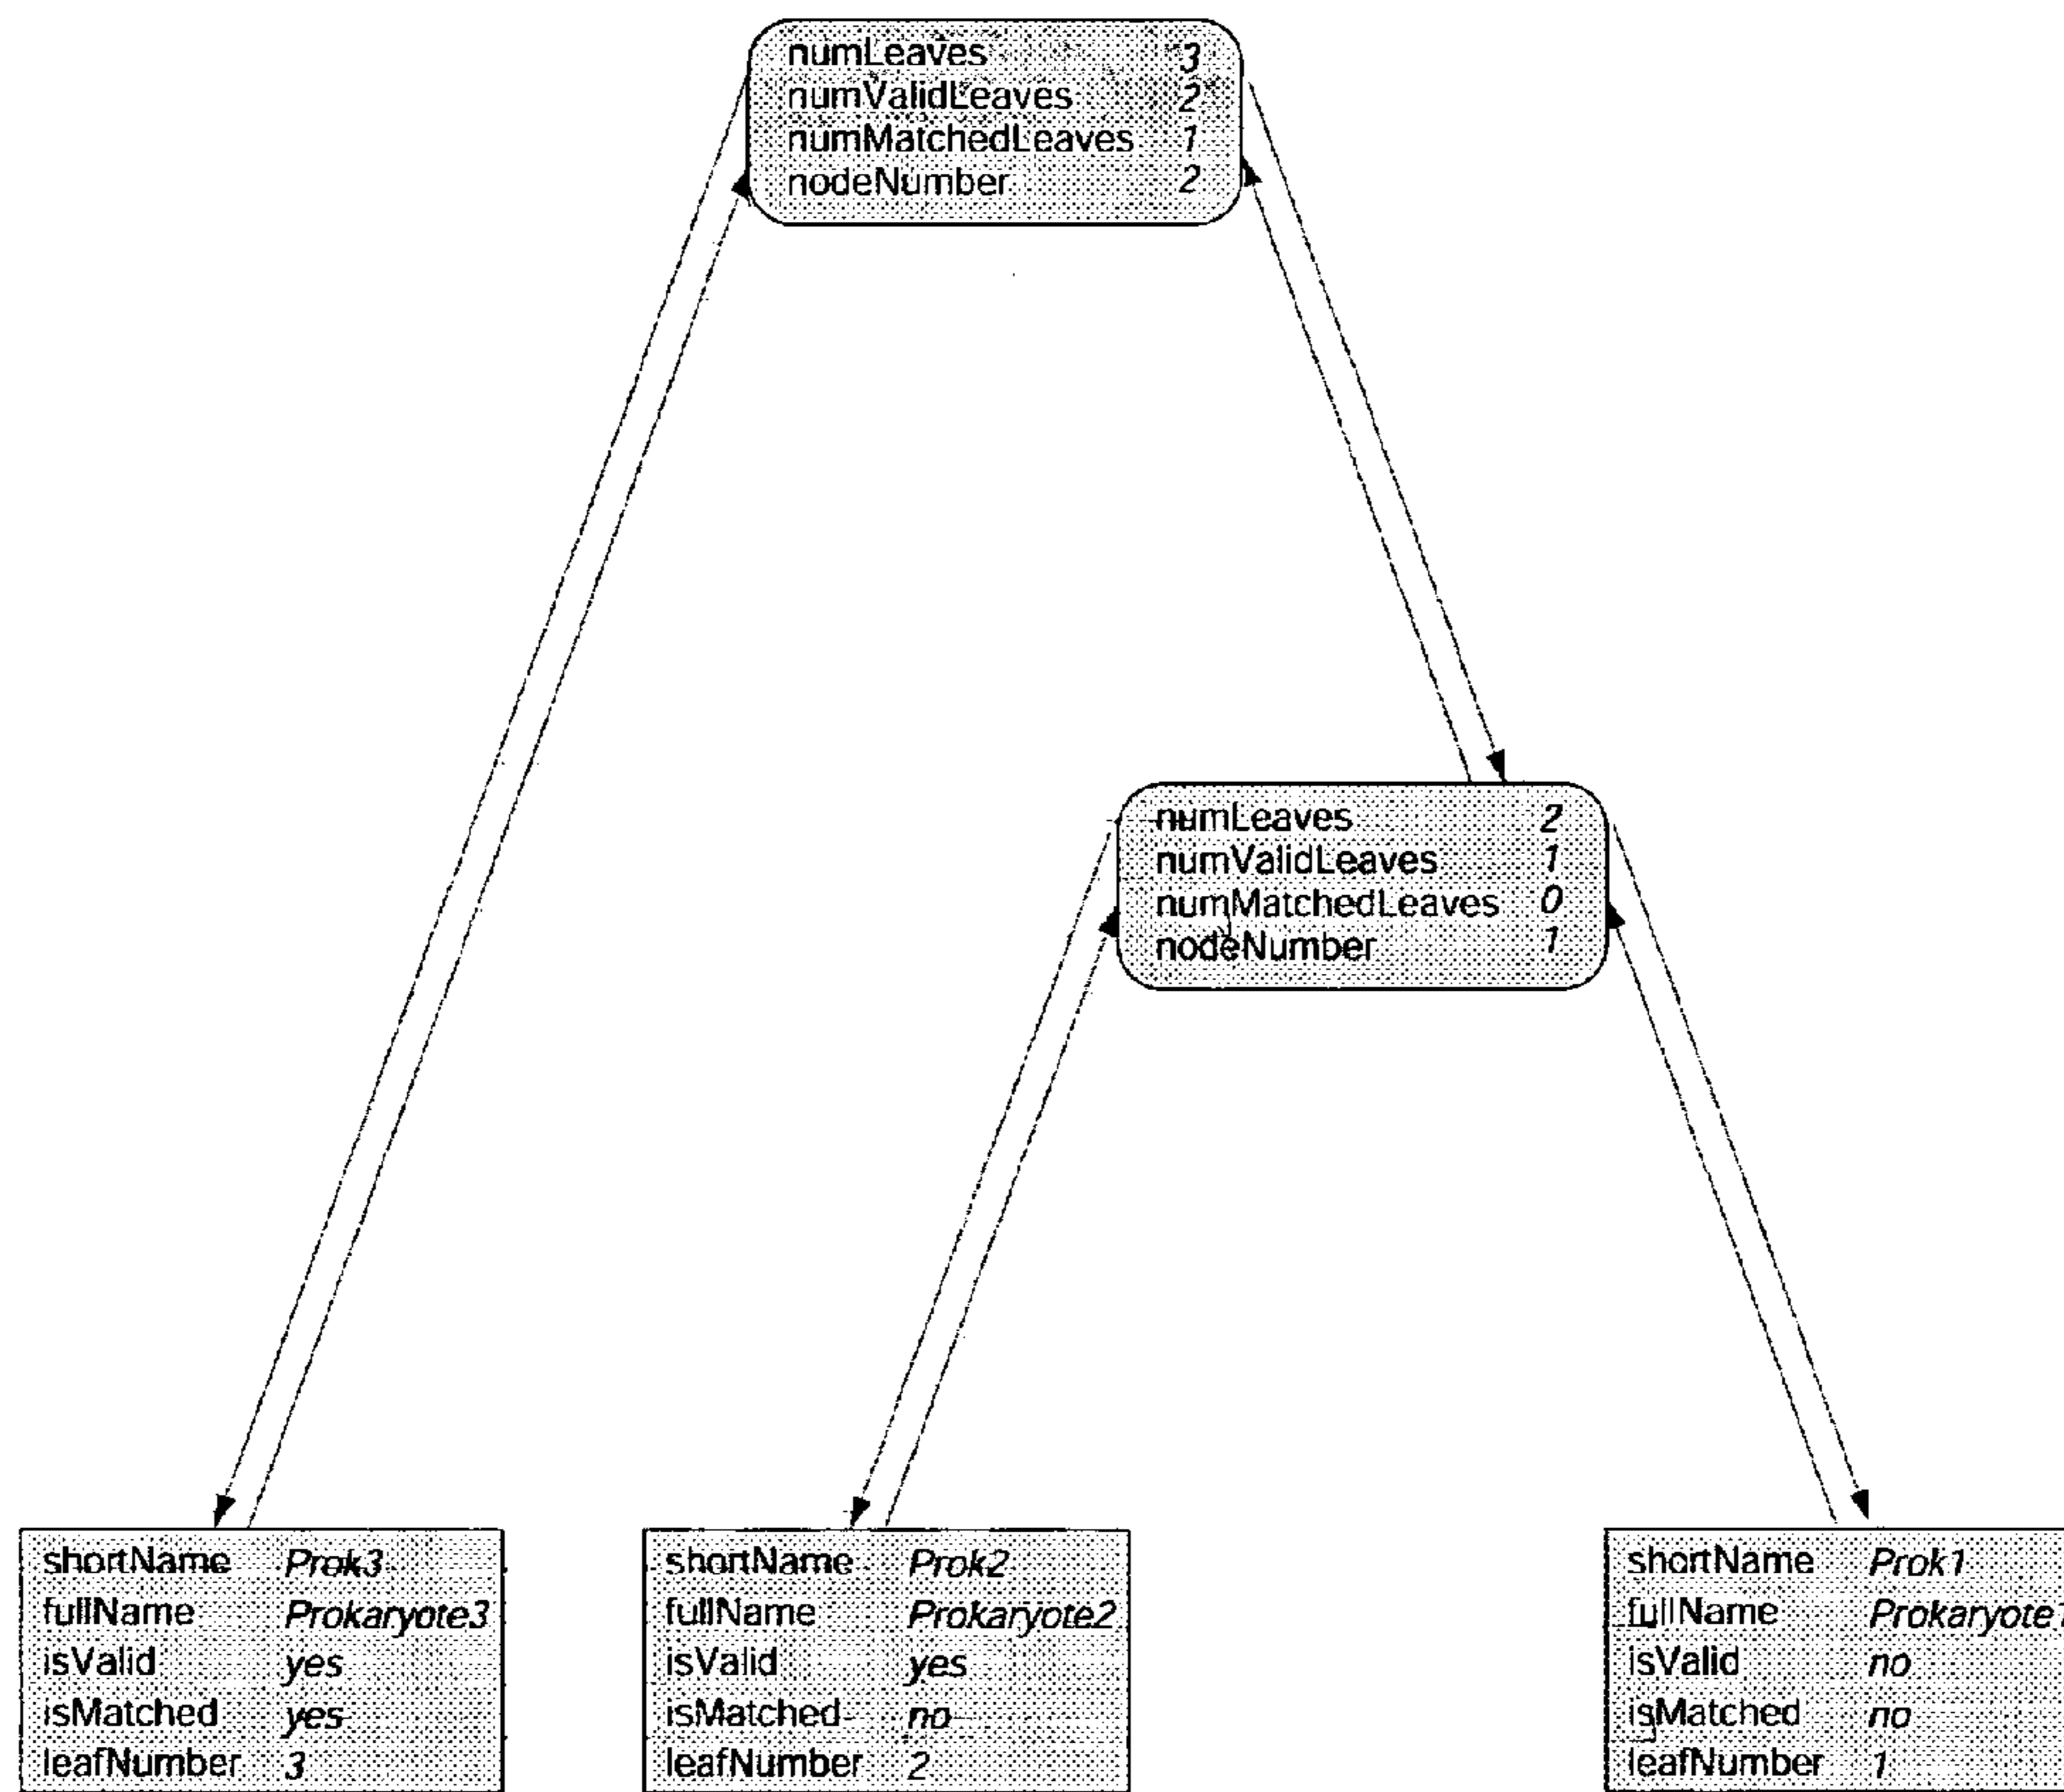 numLeaves 3
numValidLeaves 2
numMatchedLeaves 1
nodeNumber 2
numLeaves 2
numValidLeaves 1
numMatchedLeaves 0
nodeNumber 1
shortName Prok3
fullName Prokaryote3
isValid yes
isMatched yes
leafNumber 3
shortName Prok2
fullName Prokaryote2
isValid yes
isMatched no
leafNumber 2
shortName Prok1
fullName Prokaryote1
isValid no
isMatched no
leafNumber 1